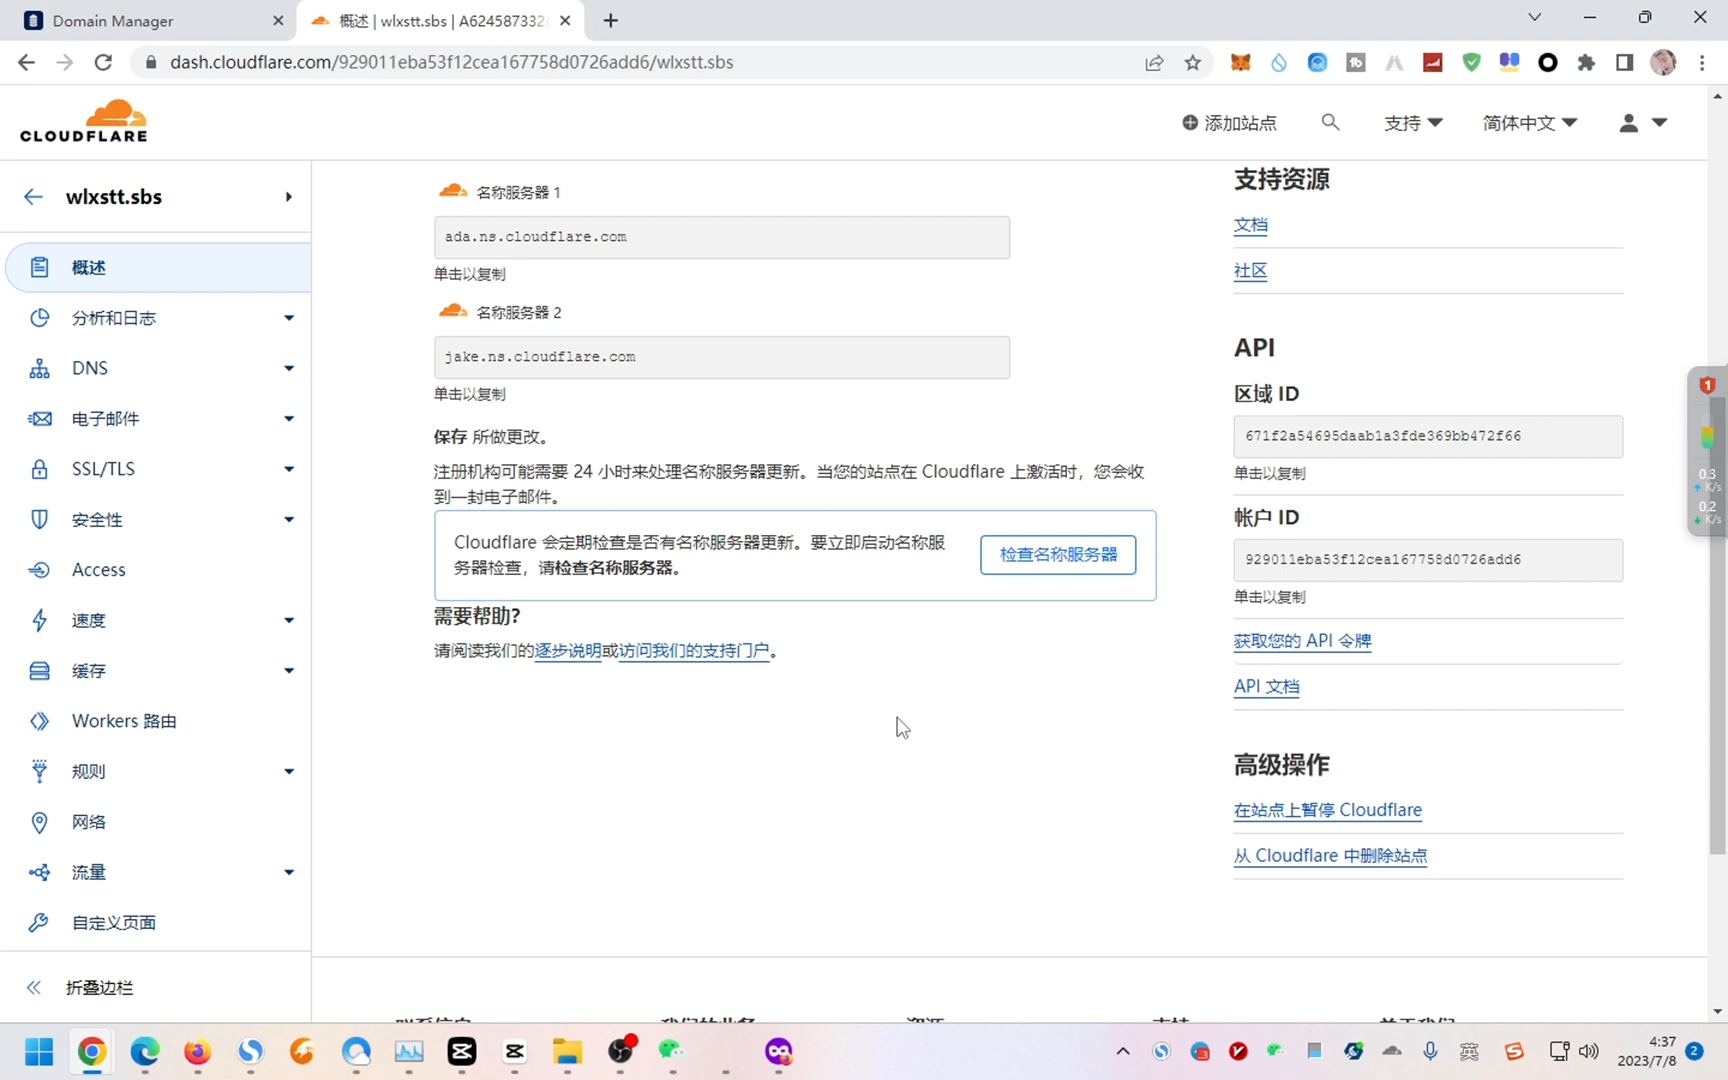 Domain Manager
概述 | wlxstt.sbs | A624587332
dash.cloudflare.com/929011eba53f12cea167758d0726add6/wlxstt.sbs
CLOUDFLARE
添加站点
支持
简体中文
wlxstt.sbs
概述
分析和日志
DNS
电子邮件
SSL/TLS
安全性
Access
速度
缓存
Workers 路由
规则
网络
流量
自定义页面
折叠边栏
名称服务器 1
ada.ns.cloudflare.com
单击以复制
名称服务器 2
jake.ns.cloudflare.com
单击以复制
保存 所做更改。
注册机构可能需要 24 小时来处理名称服务器更新。当您的站点在 Cloudflare 上激活时，您会收
到一封电子邮件。
Cloudflare 会定期检查是否有名称服务器更新。要立即启动名称服
务器检查，请检查名称服务器。
检查名称服务器
需要帮助?
请阅读我们的逐步说明或访问我们的支持门户。
支持资源
文档
社区
API
区域 ID
671f2a54695daab1a3fde369bb472f66
单击以复制
帐户 ID
929011eba53f12cea167758d0726add6
单击以复制
获取您的 API 令牌
API 文档
高级操作
在站点上暂停 Cloudflare
从 Cloudflare 中删除站点
1
0.3
K/s
0.2
K/s
英
4:37
2023/7/8
2